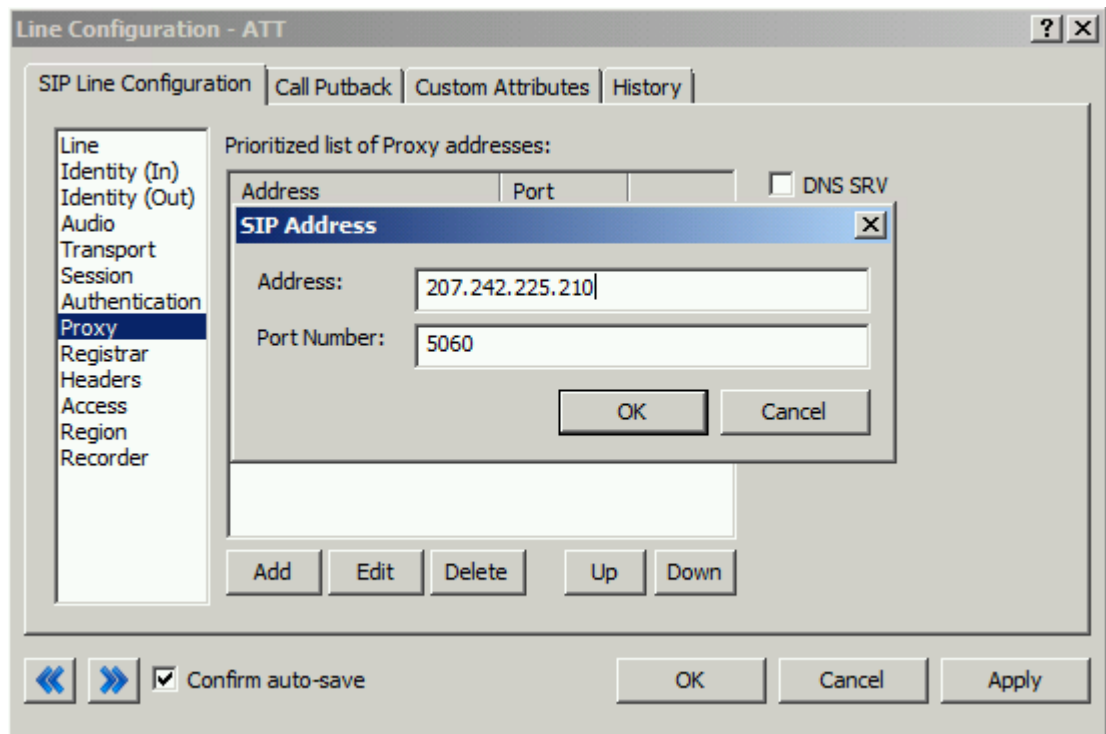 Line Configuration - ATT
?
SIP Line Configuration
Call Putback
Custom Attributes
History
Line
Identity (In)
Identity (Out)
Audio
Transport
Session
Authentication
Proxy
Registrar
Headers
Access
Region
Recorder
Prioritized list of Proxy addresses:
Address Port
DNS SRV
SIP Address
Address: 207.242.225.210
Port Number: 5060
OK Cancel
Add Edit Delete Up Down
Confirm auto-save
OK Cancel Apply